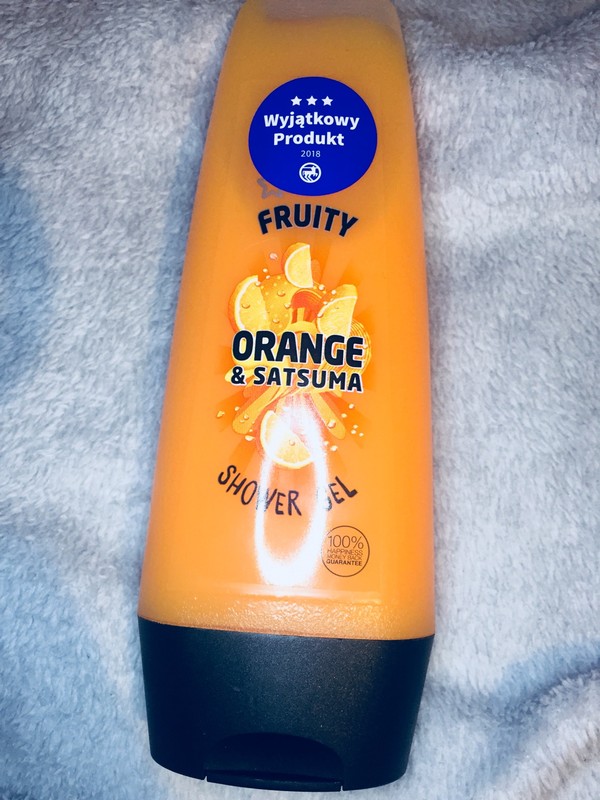 Wyjątkowy
Produkt
2018
FRUITY
ORANGE
& SATSUMA
SHOWER GEL
100%
HAPPINESS
MONEY BACK
GUARANTEE